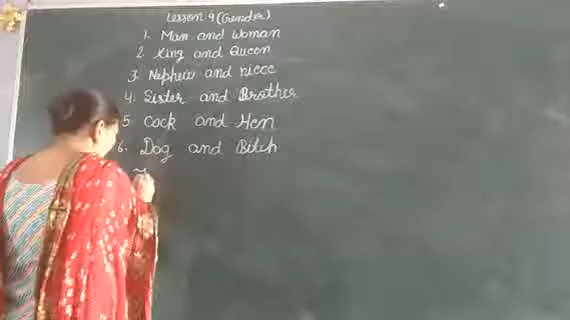 Lesson 9 (Gender)
1. Man and Woman
2. King and Queen
3. Nephew and niece
4. Sister and Brother
5 Cock and Hen
6. Dog and Bitch